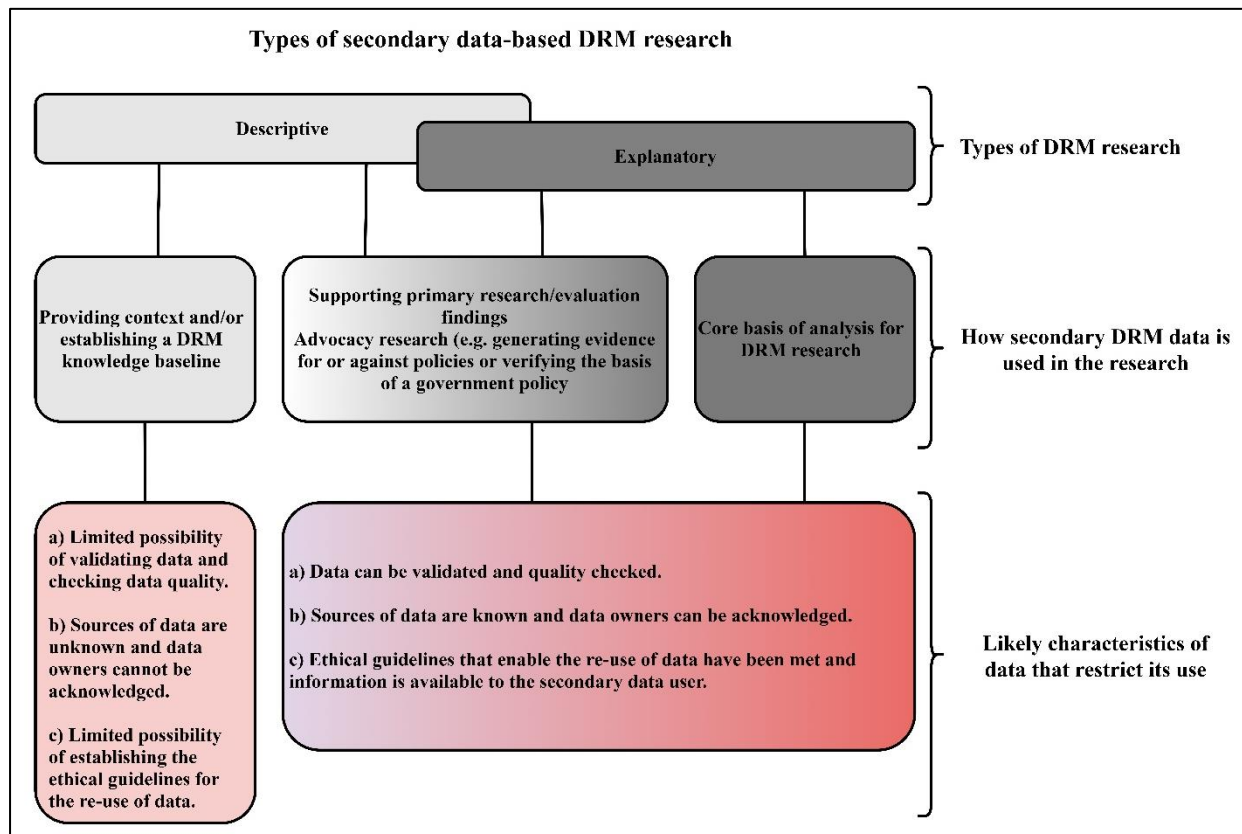 Types of secondary data-based DRM research
Descriptive
Explanatory
Types of DRM research
Providing context and/or
establishing a DRM
knowledge baseline
Supporting primary research/evaluation
findings
Advocacy research (e.g. generating evidence
for or against policies or verifying the basis
of a government policy
Core basis of analysis for
DRM research
How secondary DRM data is
used in the research
a) Limited possibility
of validating data and
checking data quality.
b) Sources of data are
unknown and data
owners cannot be
acknowledged.
c) Limited possibility
of establishing the
ethical guidelines for
the re-use of data.
a) Data can be validated and quality checked.
b) Sources of data are known and data owners can be acknowledged.
c) Ethical guidelines that enable the re-use of data have been met and
information is available to the secondary data user.
Likely characteristics of
data that restrict its use